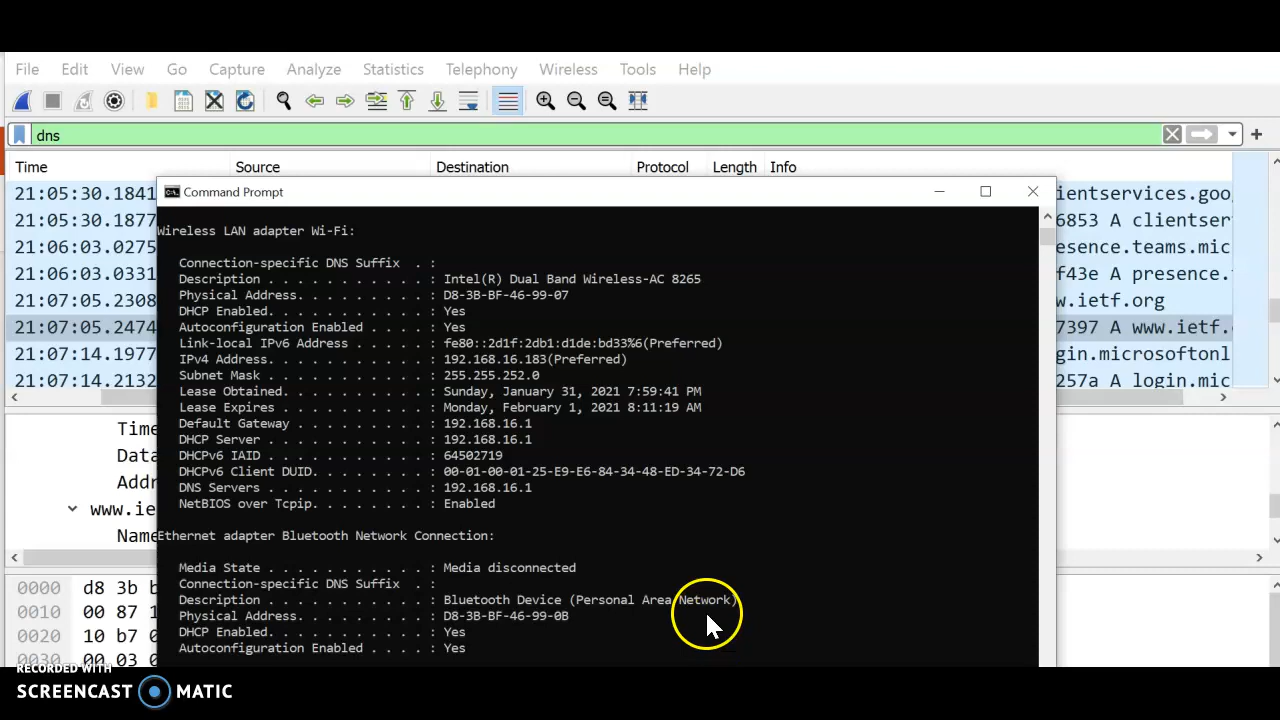 File Edit View Go Capture Analyze Statistics Telephony Wireless Tools Help
dns
Time Source Destination Protocol Length Info
Command Prompt
21:05:30.1841 ientservices.goo
21:05:30.1877 6853 A clientser
21:06:03.0275 esence.teams.mic
21:06:03.0331 f43e A presence.
21:07:05.2308 w.ietf.org
21:07:05.2474 7397 A www.ietf.
21:07:14.1977 gin.microsoftonl
21:07:14.2132 257a A login.mic
Wireless LAN adapter Wi-Fi:
Connection-specific DNS Suffix . :
Description . . . . . . . . . . . : Intel(R) Dual Band Wireless-AC 8265
Physical Address. . . . . . . . . : D8-3B-BF-46-99-07
DHCP Enabled. . . . . . . . . . . : Yes
Autoconfiguration Enabled . . . . : Yes
Link-local IPv6 Address . . . . . : fe80::2d1f:2db1:d1de:bd33%6(Preferred)
IPv4 Address. . . . . . . . . . . : 192.168.16.183(Preferred)
Subnet Mask . . . . . . . . . . . : 255.255.252.0
Lease Obtained. . . . . . . . . . : Sunday, January 31, 2021 7:59:41 PM
Lease Expires . . . . . . . . . . : Monday, February 1, 2021 8:11:19 AM
Default Gateway . . . . . . . . . : 192.168.16.1
DHCP Server . . . . . . . . . . . : 192.168.16.1
DHCPv6 IAID . . . . . . . . . . . : 64502719
DHCPv6 Client DUID. . . . . . . . : 00-01-00-01-25-E9-E6-84-34-48-ED-34-72-D6
DNS Servers . . . . . . . . . . . : 192.168.16.1
NetBIOS over Tcpip. . . . . . . . : Enabled
Ethernet adapter Bluetooth Network Connection:
Media State . . . . . . . . . . . : Media disconnected
Connection-specific DNS Suffix . :
Description . . . . . . . . . . . : Bluetooth Device (Personal Area Network)
Physical Address. . . . . . . . . : D8-3B-BF-46-99-0B
DHCP Enabled. . . . . . . . . . . : Yes
Autoconfiguration Enabled . . . . : Yes
Time
Data
Addr
www.ie
Name
0000 d8 3b b
0010 00 87 1
0020 10 b7 0
0030 00 03 0
RECORDED WITH
SCREENCAST MATIC